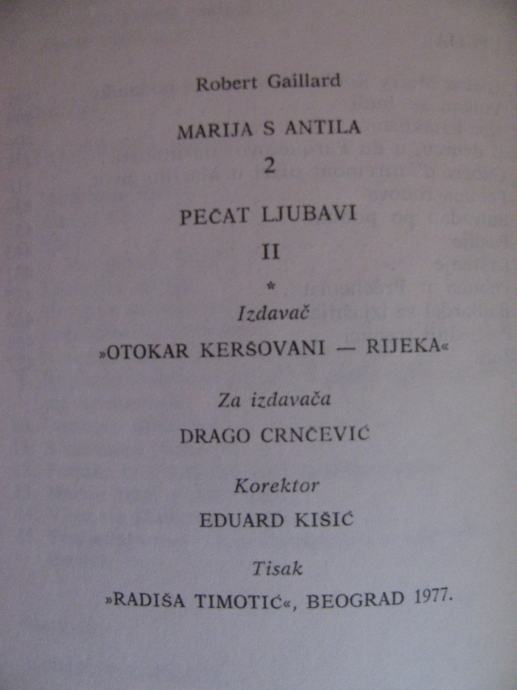 Robert Gaillard
MARIJA S ANTILA
2
PEČAT LJUBAVI
II
*
Izdavač
»OTOKAR KERŠOVANI — RIJEKA«
Za izdavača
DRAGO CRNČEVIĆ
Korektor
EDUARD KIŠIĆ
Tisak
»RADIŠA TIMOTIĆ«, BEOGRAD 1977.